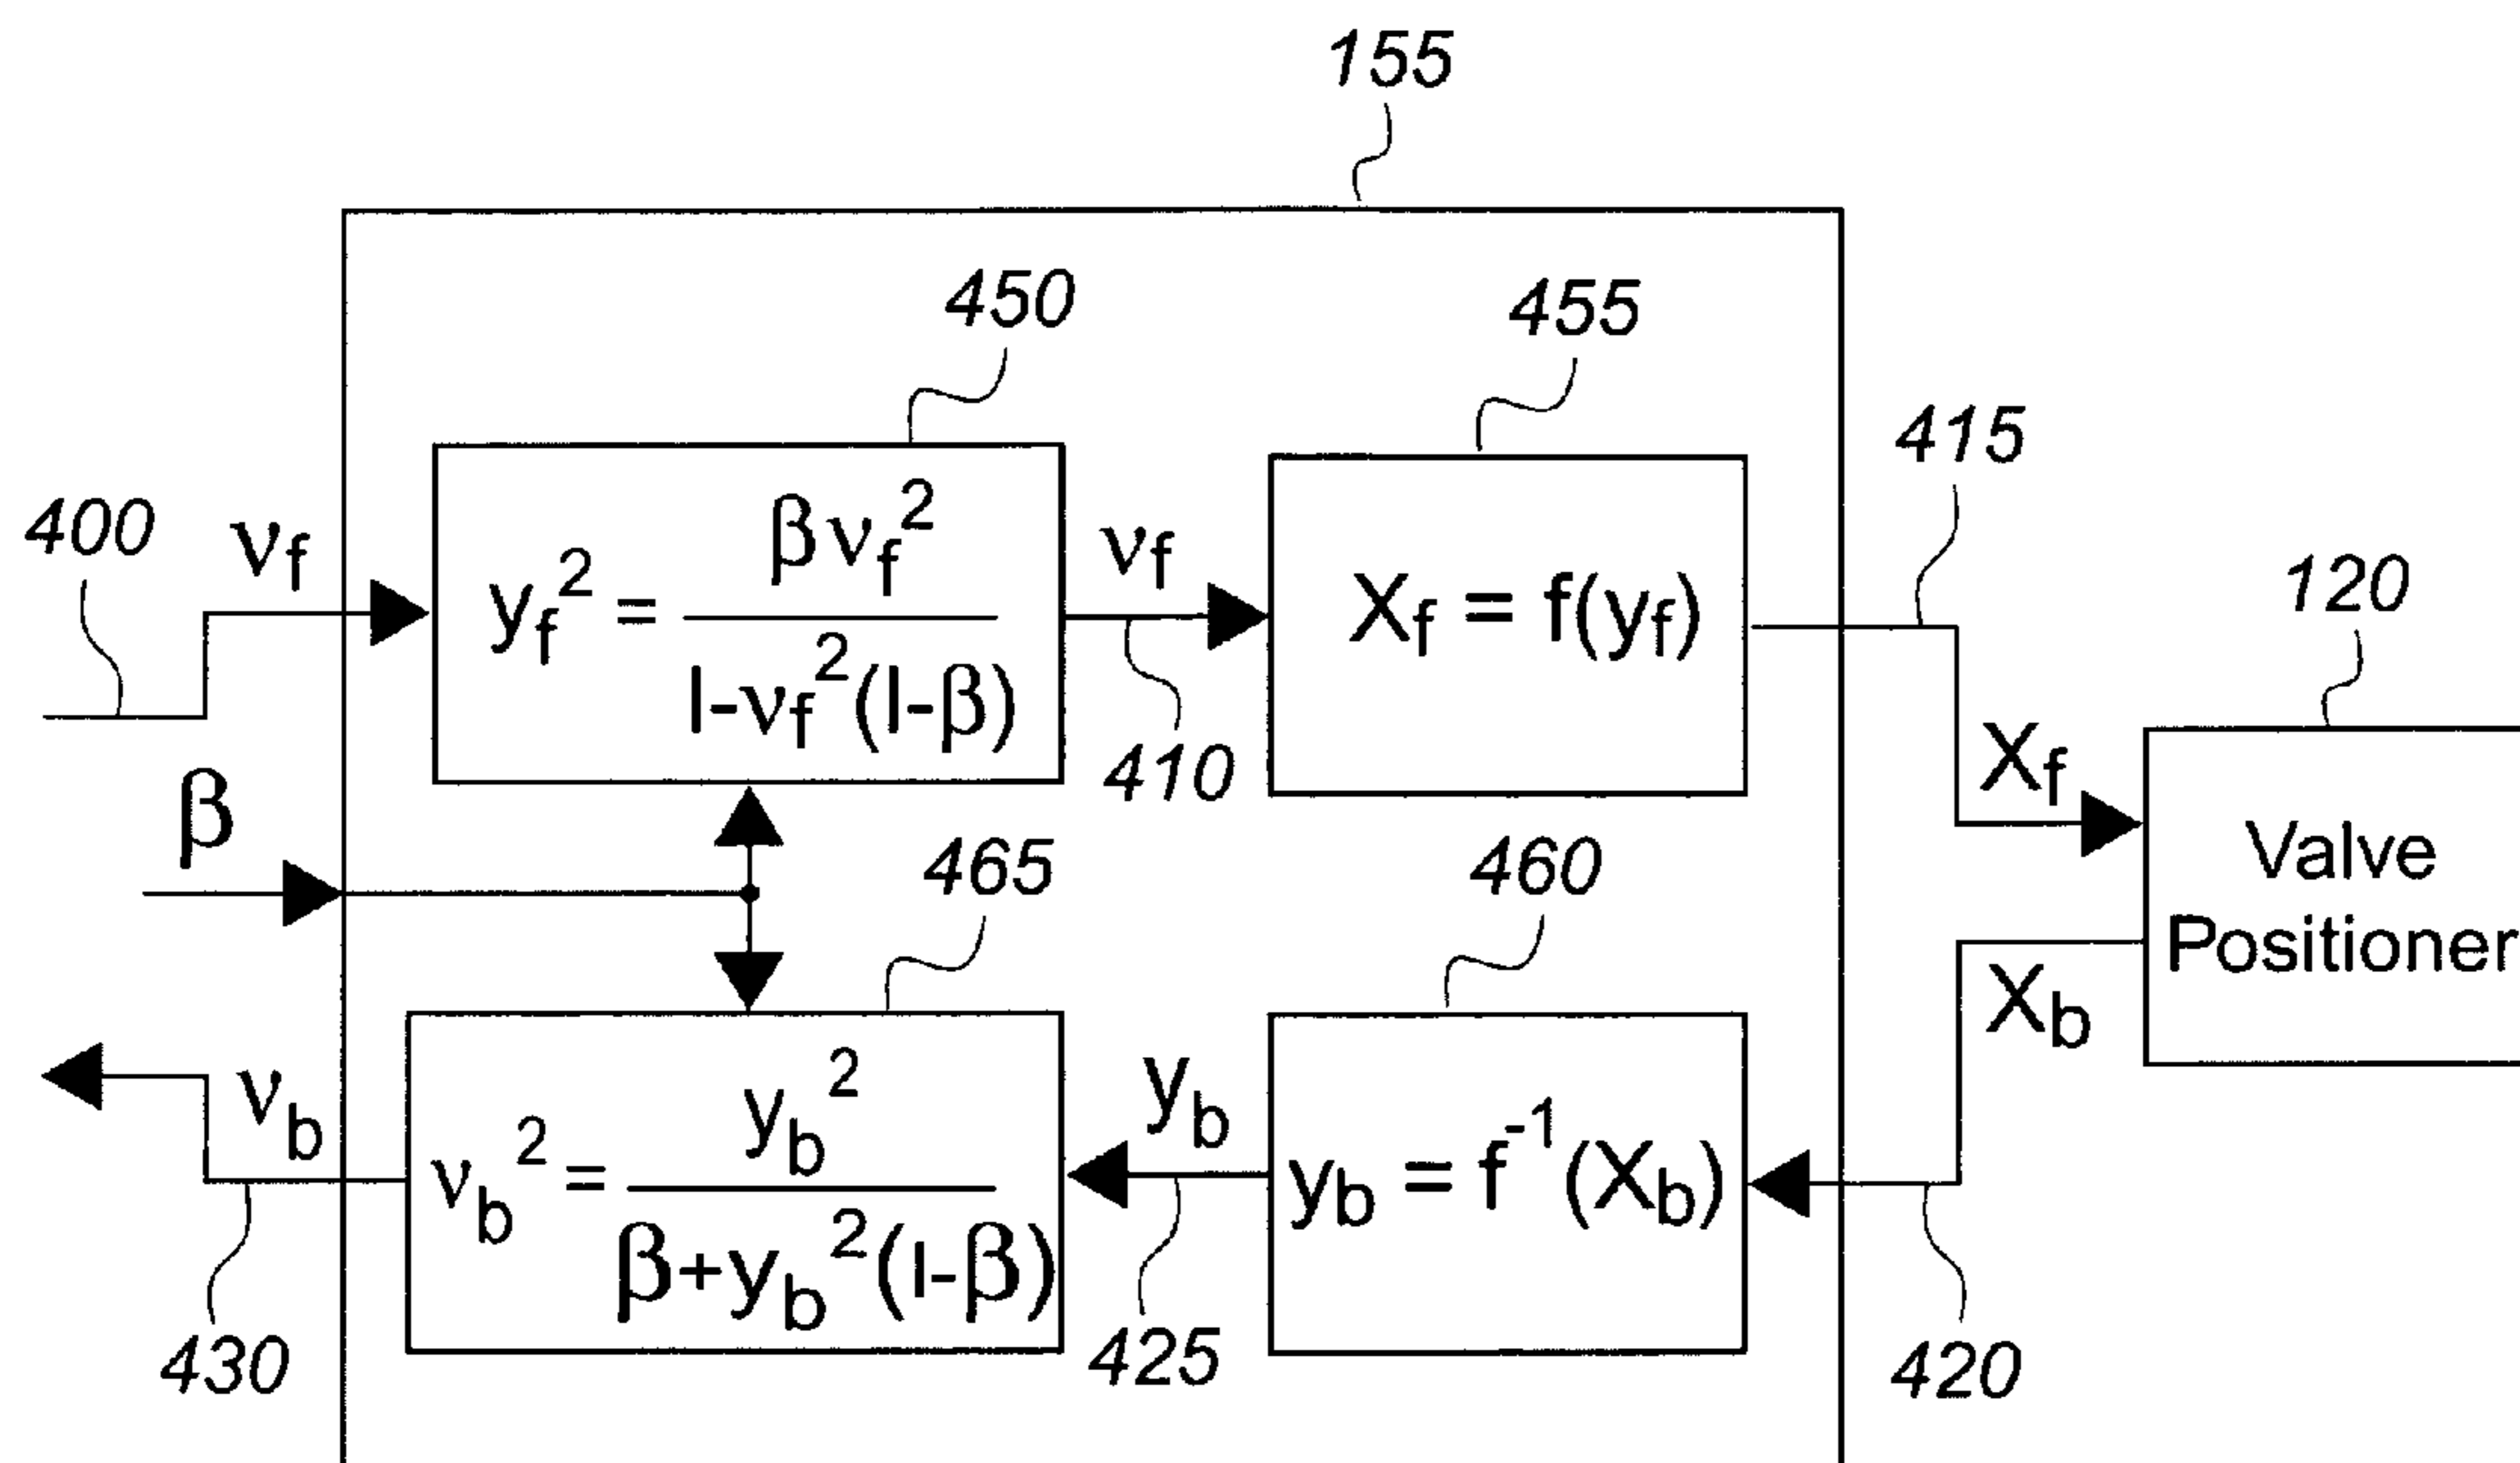 155
450
455
400
νf
yf² = βνf² / l-νf²(l-β)
νf
410
Xf = f(yf)
415
120
Xf
Valve
Positioner
β
465
460
Xb
νb
νb² = yb² / β+yb²(l-β)
yb
yb = f⁻¹(Xb)
430
425
420